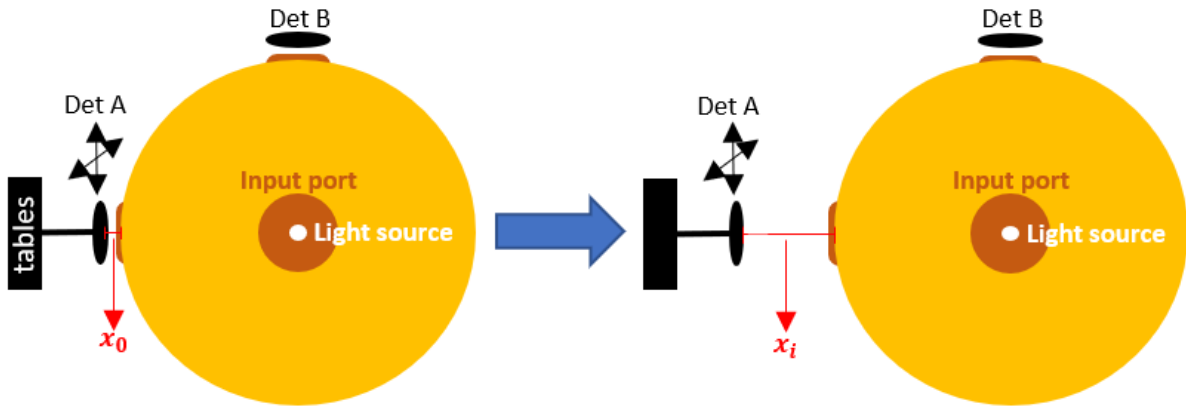 Det B
Det A
Input port
Light source
tables
x₀
Det B
Det A
Input port
Light source
xᵢ